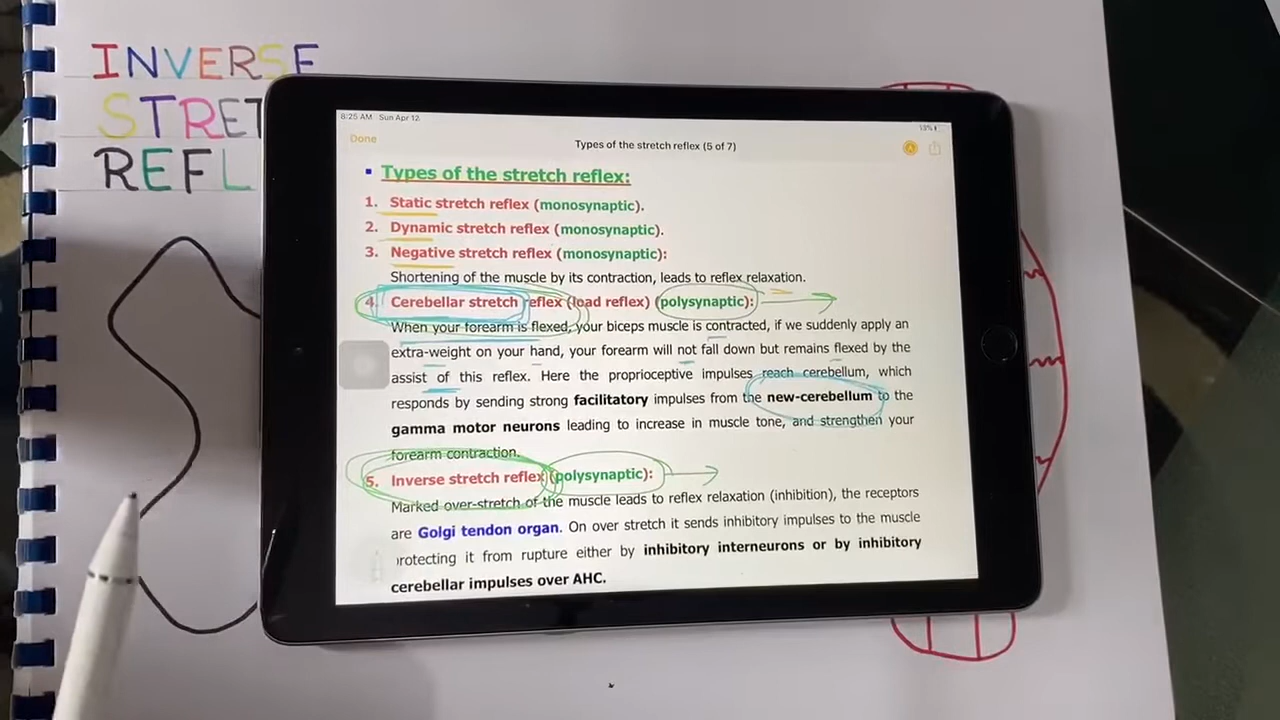 INVERSE
STRET
REFL
8:25 AM Sun Apr 12
13%
Done
Types of the stretch reflex (5 of 7)
▪ Types of the stretch reflex:
1. Static stretch reflex (monosynaptic).
2. Dynamic stretch reflex (monosynaptic).
3. Negative stretch reflex (monosynaptic):
Shortening of the muscle by its contraction, leads to reflex relaxation.
4. Cerebellar stretch reflex (load reflex) (polysynaptic):
When your forearm is flexed, your biceps muscle is contracted, if we suddenly apply an
extra-weight on your hand, your forearm will not fall down but remains flexed by the
assist of this reflex. Here the proprioceptive impulses reach cerebellum, which
responds by sending strong facilitatory impulses from the new-cerebellum to the
gamma motor neurons leading to increase in muscle tone, and strengthen your
forearm contraction.
5. Inverse stretch reflex (polysynaptic):
Marked over-stretch of the muscle leads to reflex relaxation (inhibition), the receptors
are Golgi tendon organ. On over stretch it sends inhibitory impulses to the muscle
rotecting it from rupture either by inhibitory interneurons or by inhibitory
cerebellar impulses over AHC.